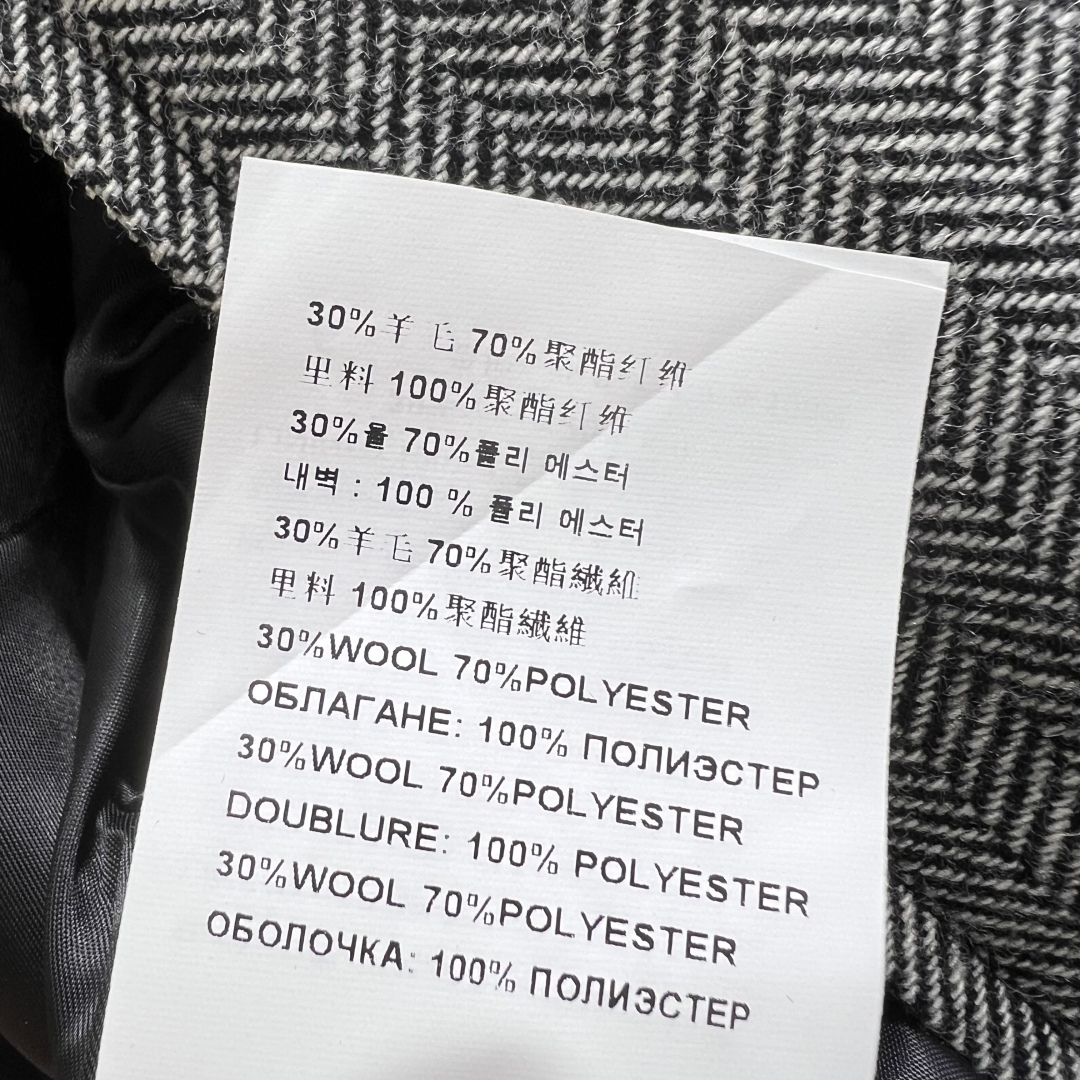 30%羊毛 70%聚酯纤维
里料 100%聚酯纤维
30%울 70%폴리 에스터
내벽 : 100 % 폴리 에스터
30%羊毛 70%聚酯纖維
里料 100%聚酯纖維
30%WOOL 70%POLYESTER
ОБЛАГАНЕ: 100% ПОЛИЭСТЕР
30%WOOL 70%POLYESTER
DOUBLURE: 100% POLYESTER
30%WOOL 70%POLYESTER
ОБОЛОЧКА: 100% ПОЛИЭСТЕР